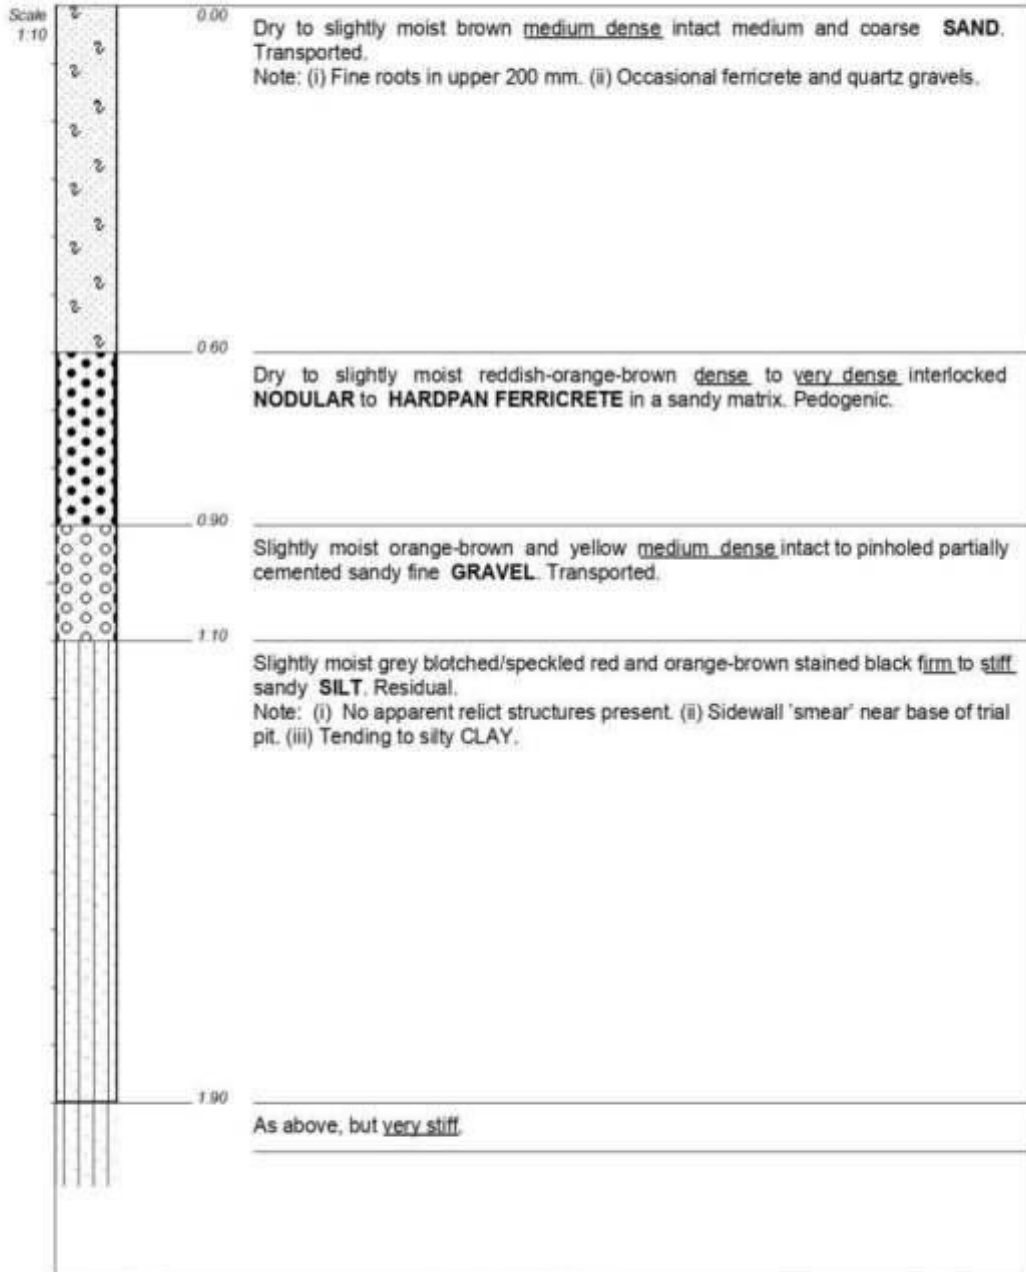 Scale
1:10
0.00
Dry to slightly moist brown medium dense intact medium and coarse SAND.
Transported.
Note: (i) Fine roots in upper 200 mm. (ii) Occasional ferricrete and quartz gravels.
0.60
Dry to slightly moist reddish-orange-brown dense to very dense interlocked
NODULAR to HARDPAN FERRICRETE in a sandy matrix. Pedogenic.
0.90
Slightly moist orange-brown and yellow medium dense intact to pinholed partially
cemented sandy fine GRAVEL. Transported.
1.10
Slightly moist grey blotched/speckled red and orange-brown stained black firm to stiff
sandy SILT. Residual.
Note: (i) No apparent relict structures present. (ii) Sidewall 'smear' near base of trial
pit. (iii) Tending to silty CLAY.
1.90
As above, but very stiff.